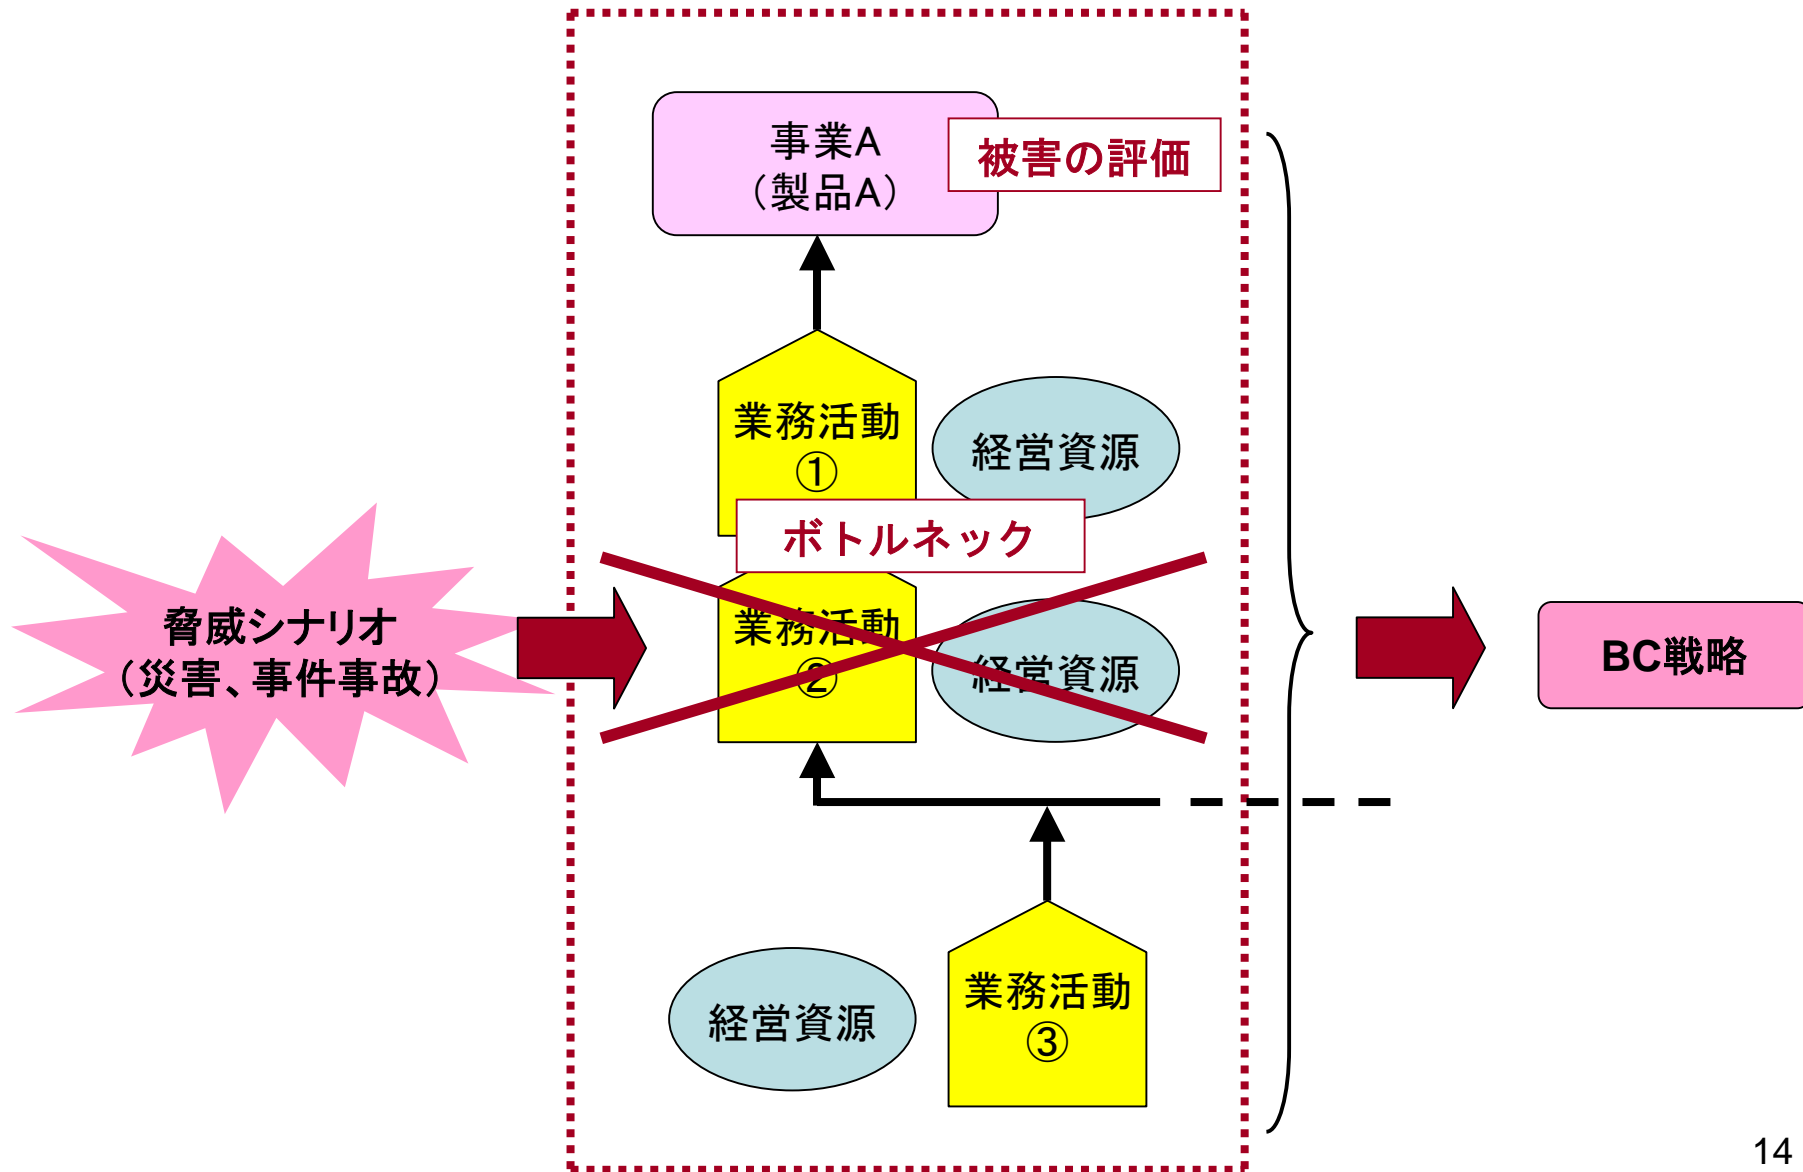 事業A
（製品A）
被害の評価
業務活動
①
経営資源
ボトルネック
脅威シナリオ
（災害、事件事故）
業務活動
②
経営資源
BC戦略
経営資源
業務活動
③
14